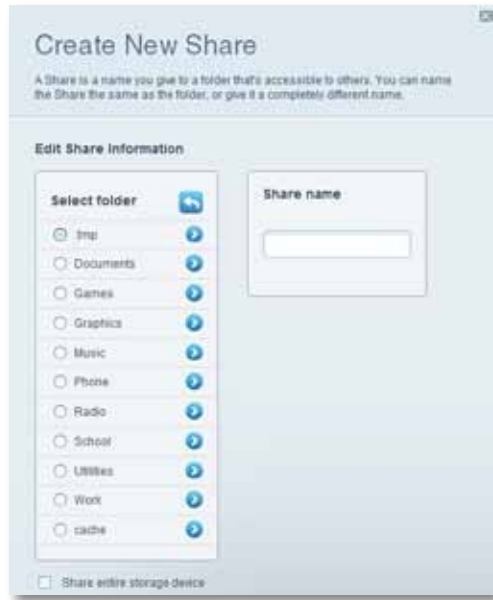 Create New Share
A Share is a name you give to a folder that's accessible to others. You can name
the Share the same as the folder, or give it a completely different name.
Edit Share Information
Select folder
Share name
tmp
Documents
Games
Graphics
Music
Phone
Radio
School
Utilities
Work
cache
Share entire storage device